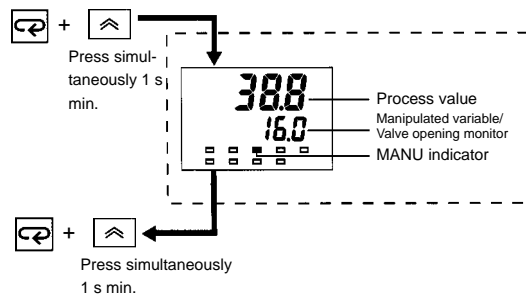 +
Press simul-
taneously 1 s
min.
38.8
16.0
Process value
Manipulated variable/
Valve opening monitor
MANU indicator
+
Press simultaneously
1 s min.